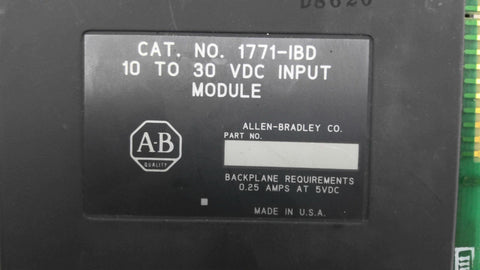 D8620
CAT. NO. 1771-IBD
10 TO 30 VDC INPUT
MODULE
ALLEN-BRADLEY CO.
PART NO.
A-B
QUALITY
BACKPLANE REQUIREMENTS
0.25 AMPS AT 5VDC
MADE IN U.S.A.